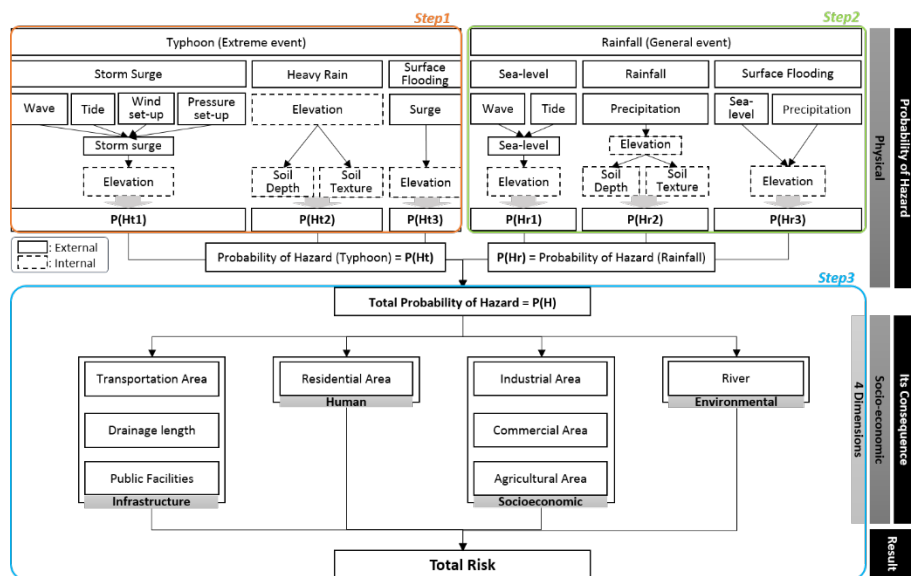 Step1
Step2
Typhoon (Extreme event)
Rainfall (General event)
Storm Surge
Heavy Rain
Surface
Flooding
Sea-level
Rainfall
Surface Flooding
Wave
Tide
Wind
set-up
Pressure
set-up
Elevation
Surge
Wave
Tide
Precipitation
Sea-
level
Precipitation
Storm surge
Sea-level
Elevation
Elevation
Soil
Depth
Soil
Texture
Elevation
Elevation
Soil
Depth
Soil
Texture
Elevation
P(Ht1)
P(Ht2)
P(Ht3)
P(Hr1)
P(Hr2)
P(Hr3)
: External
: Internal
Probability of Hazard (Typhoon) = P(Ht)
P(Hr) = Probability of Hazard (Rainfall)
Physical
Probability of Hazard
Step3
Total Probability of Hazard = P(H)
Transportation Area
Drainage length
Public Facilities
Infrastructure
Residential Area
Human
Industrial Area
Commercial Area
Agricultural Area
Socioeconomic
River
Environmental
4 Dimensions
Socio-economic
Its Consequence
Total Risk
Result